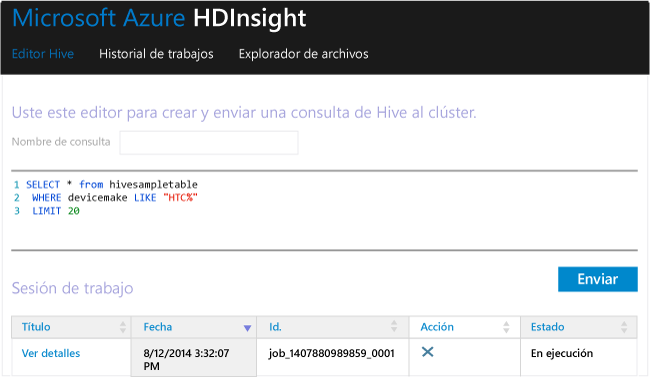 Microsoft Azure HDInsight
Editor Hive Historial de trabajos Explorador de archivos
Uste este editor para crear y enviar una consulta de Hive al clúster.
Nombre de consulta
1 SELECT * from hivesampletable
2 WHERE devicemake LIKE "HTC%"
3 LIMIT 20
Enviar
Sesión de trabajo
Título Fecha Id. Acción Estado
Ver detalles 8/12/2014 3:32:07 job_1407880989859_0001 En ejecución
PM